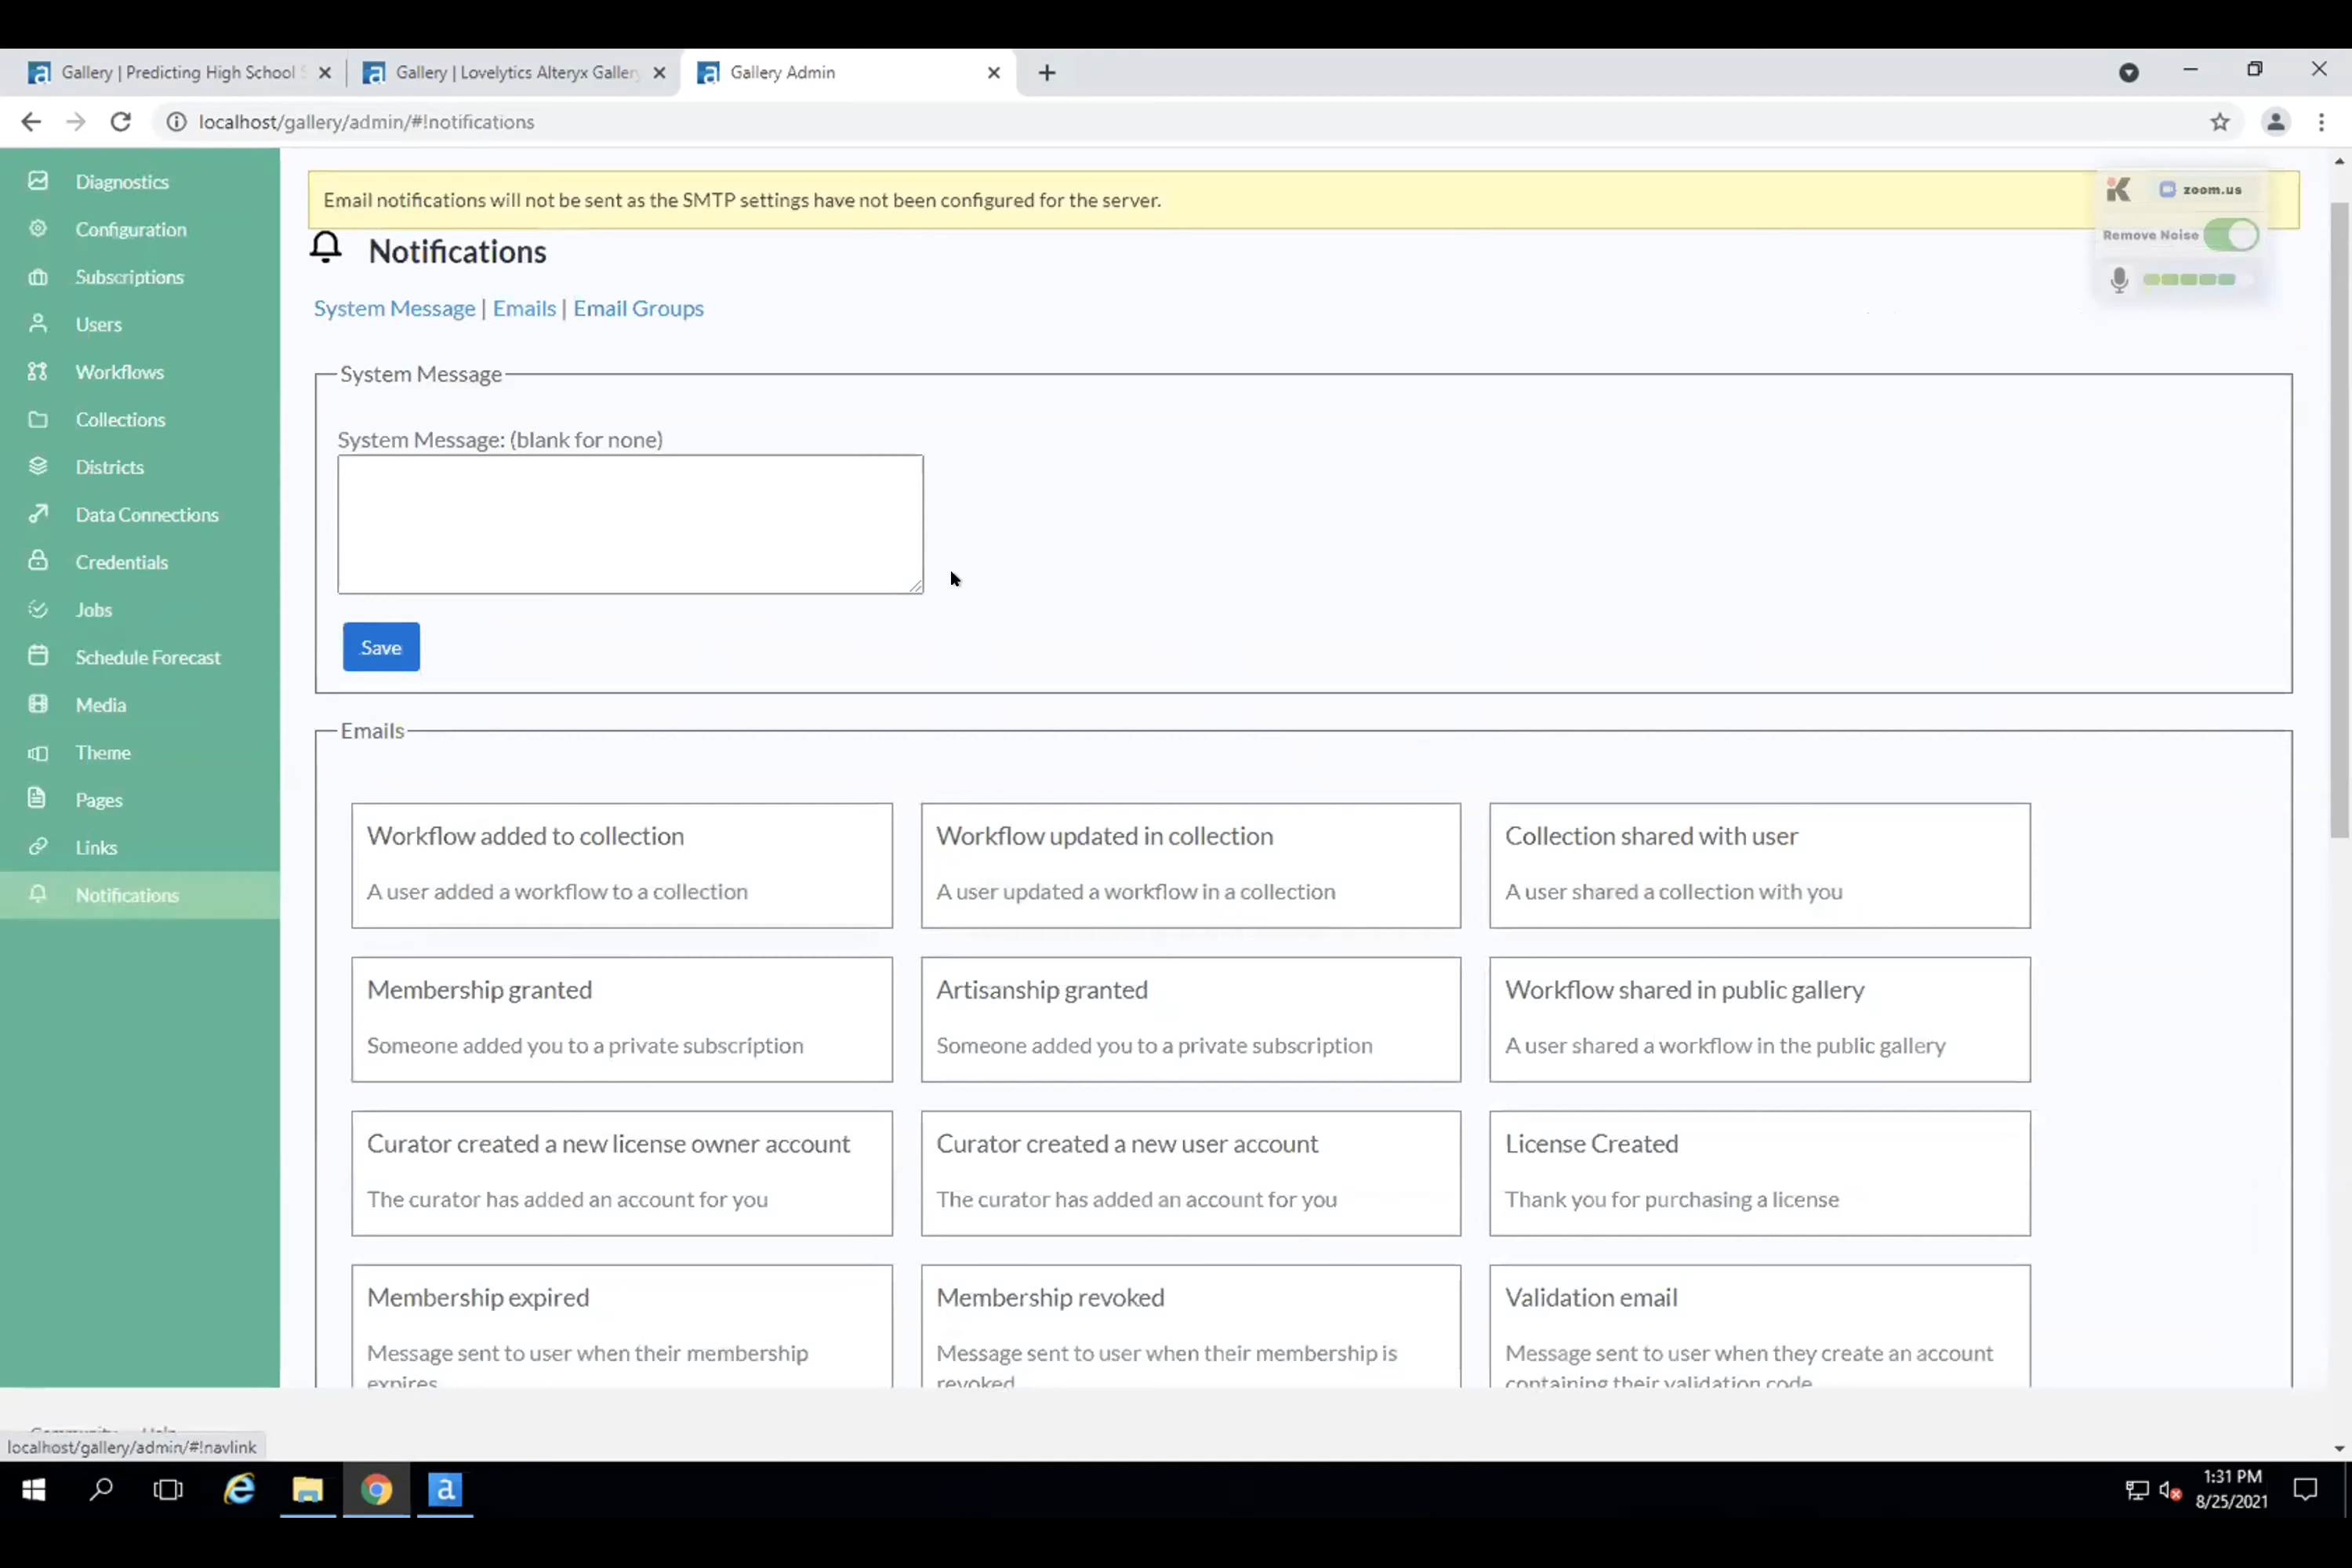 Gallery | Predicting High School
Gallery | Lovelytics Alteryx Gallery
Gallery Admin
localhost/gallery/admin/#!notifications
Diagnostics
Configuration
Subscriptions
Users
Workflows
Collections
Districts
Data Connections
Credentials
Jobs
Schedule Forecast
Media
Theme
Pages
Links
Notifications
Email notifications will not be sent as the SMTP settings have not been configured for the server.
zoom.us
Remove Noise
Notifications
System Message | Emails | Email Groups
System Message
System Message: (blank for none)
Save
Emails
Workflow added to collection
A user added a workflow to a collection
Workflow updated in collection
A user updated a workflow in a collection
Collection shared with user
A user shared a collection with you
Membership granted
Someone added you to a private subscription
Artisanship granted
Someone added you to a private subscription
Workflow shared in public gallery
A user shared a workflow in the public gallery
Curator created a new license owner account
The curator has added an account for you
Curator created a new user account
The curator has added an account for you
License Created
Thank you for purchasing a license
Membership expired
Message sent to user when their membership
expires
Membership revoked
Message sent to user when their membership is
revoked
Validation email
Message sent to user when they create an account
containing their validation code
Community Help
localhost/gallery/admin/#!navlink
1:31 PM
8/25/2021